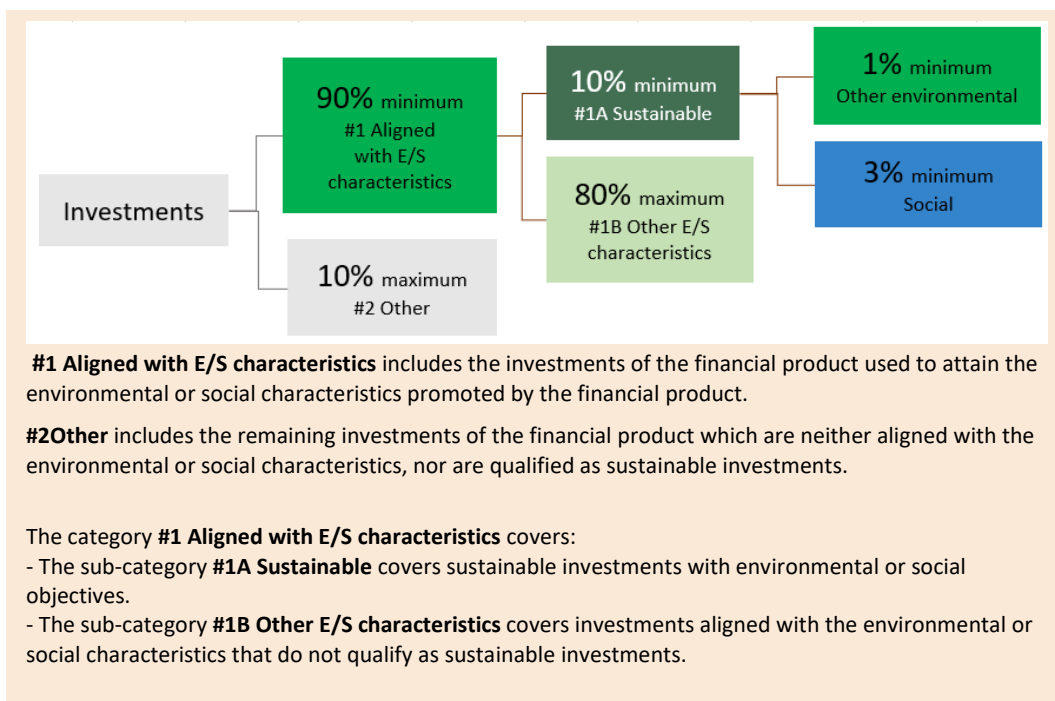 Investments
90% minimum
#1 Aligned
with E/S
characteristics
10% maximum
#2 Other
10% minimum
#1A Sustainable
80% maximum
#1B Other E/S
characteristics
1% minimum
Other environmental
3% minimum
Social
#1 Aligned with E/S characteristics includes the investments of the financial product used to attain the
environmental or social characteristics promoted by the financial product.
#2Other includes the remaining investments of the financial product which are neither aligned with the
environmental or social characteristics, nor are qualified as sustainable investments.
The category #1 Aligned with E/S characteristics covers:
- The sub-category #1A Sustainable covers sustainable investments with environmental or social
objectives.
- The sub-category #1B Other E/S characteristics covers investments aligned with the environmental or
social characteristics that do not qualify as sustainable investments.